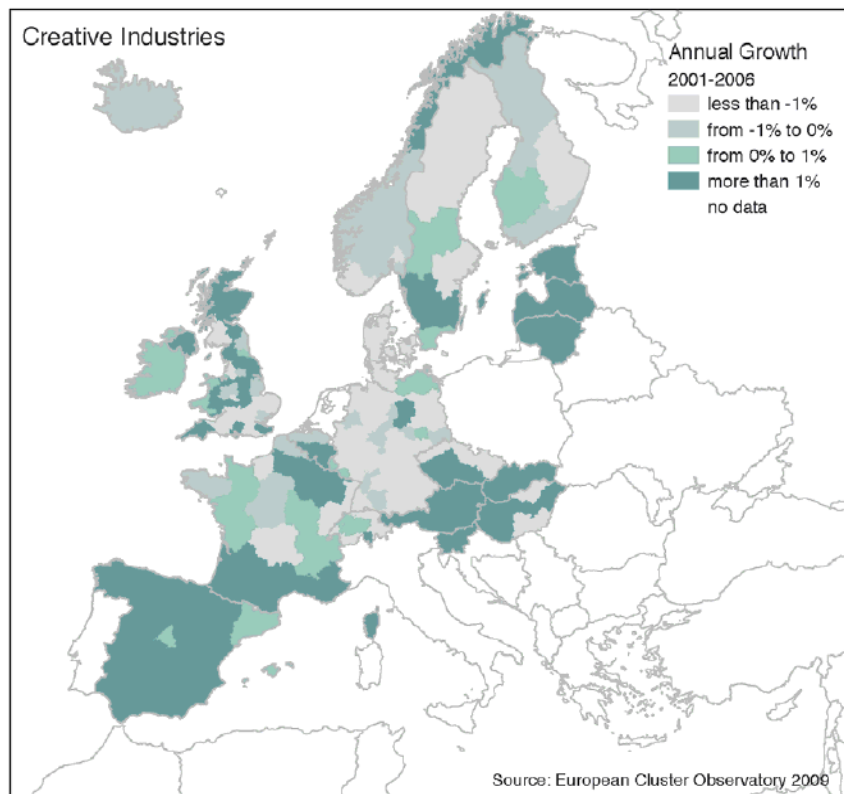 Creative Industries
Annual Growth
2001-2006
less than -1%
from -1% to 0%
from 0% to 1%
more than 1%
no data
Source: European Cluster Observatory 2009